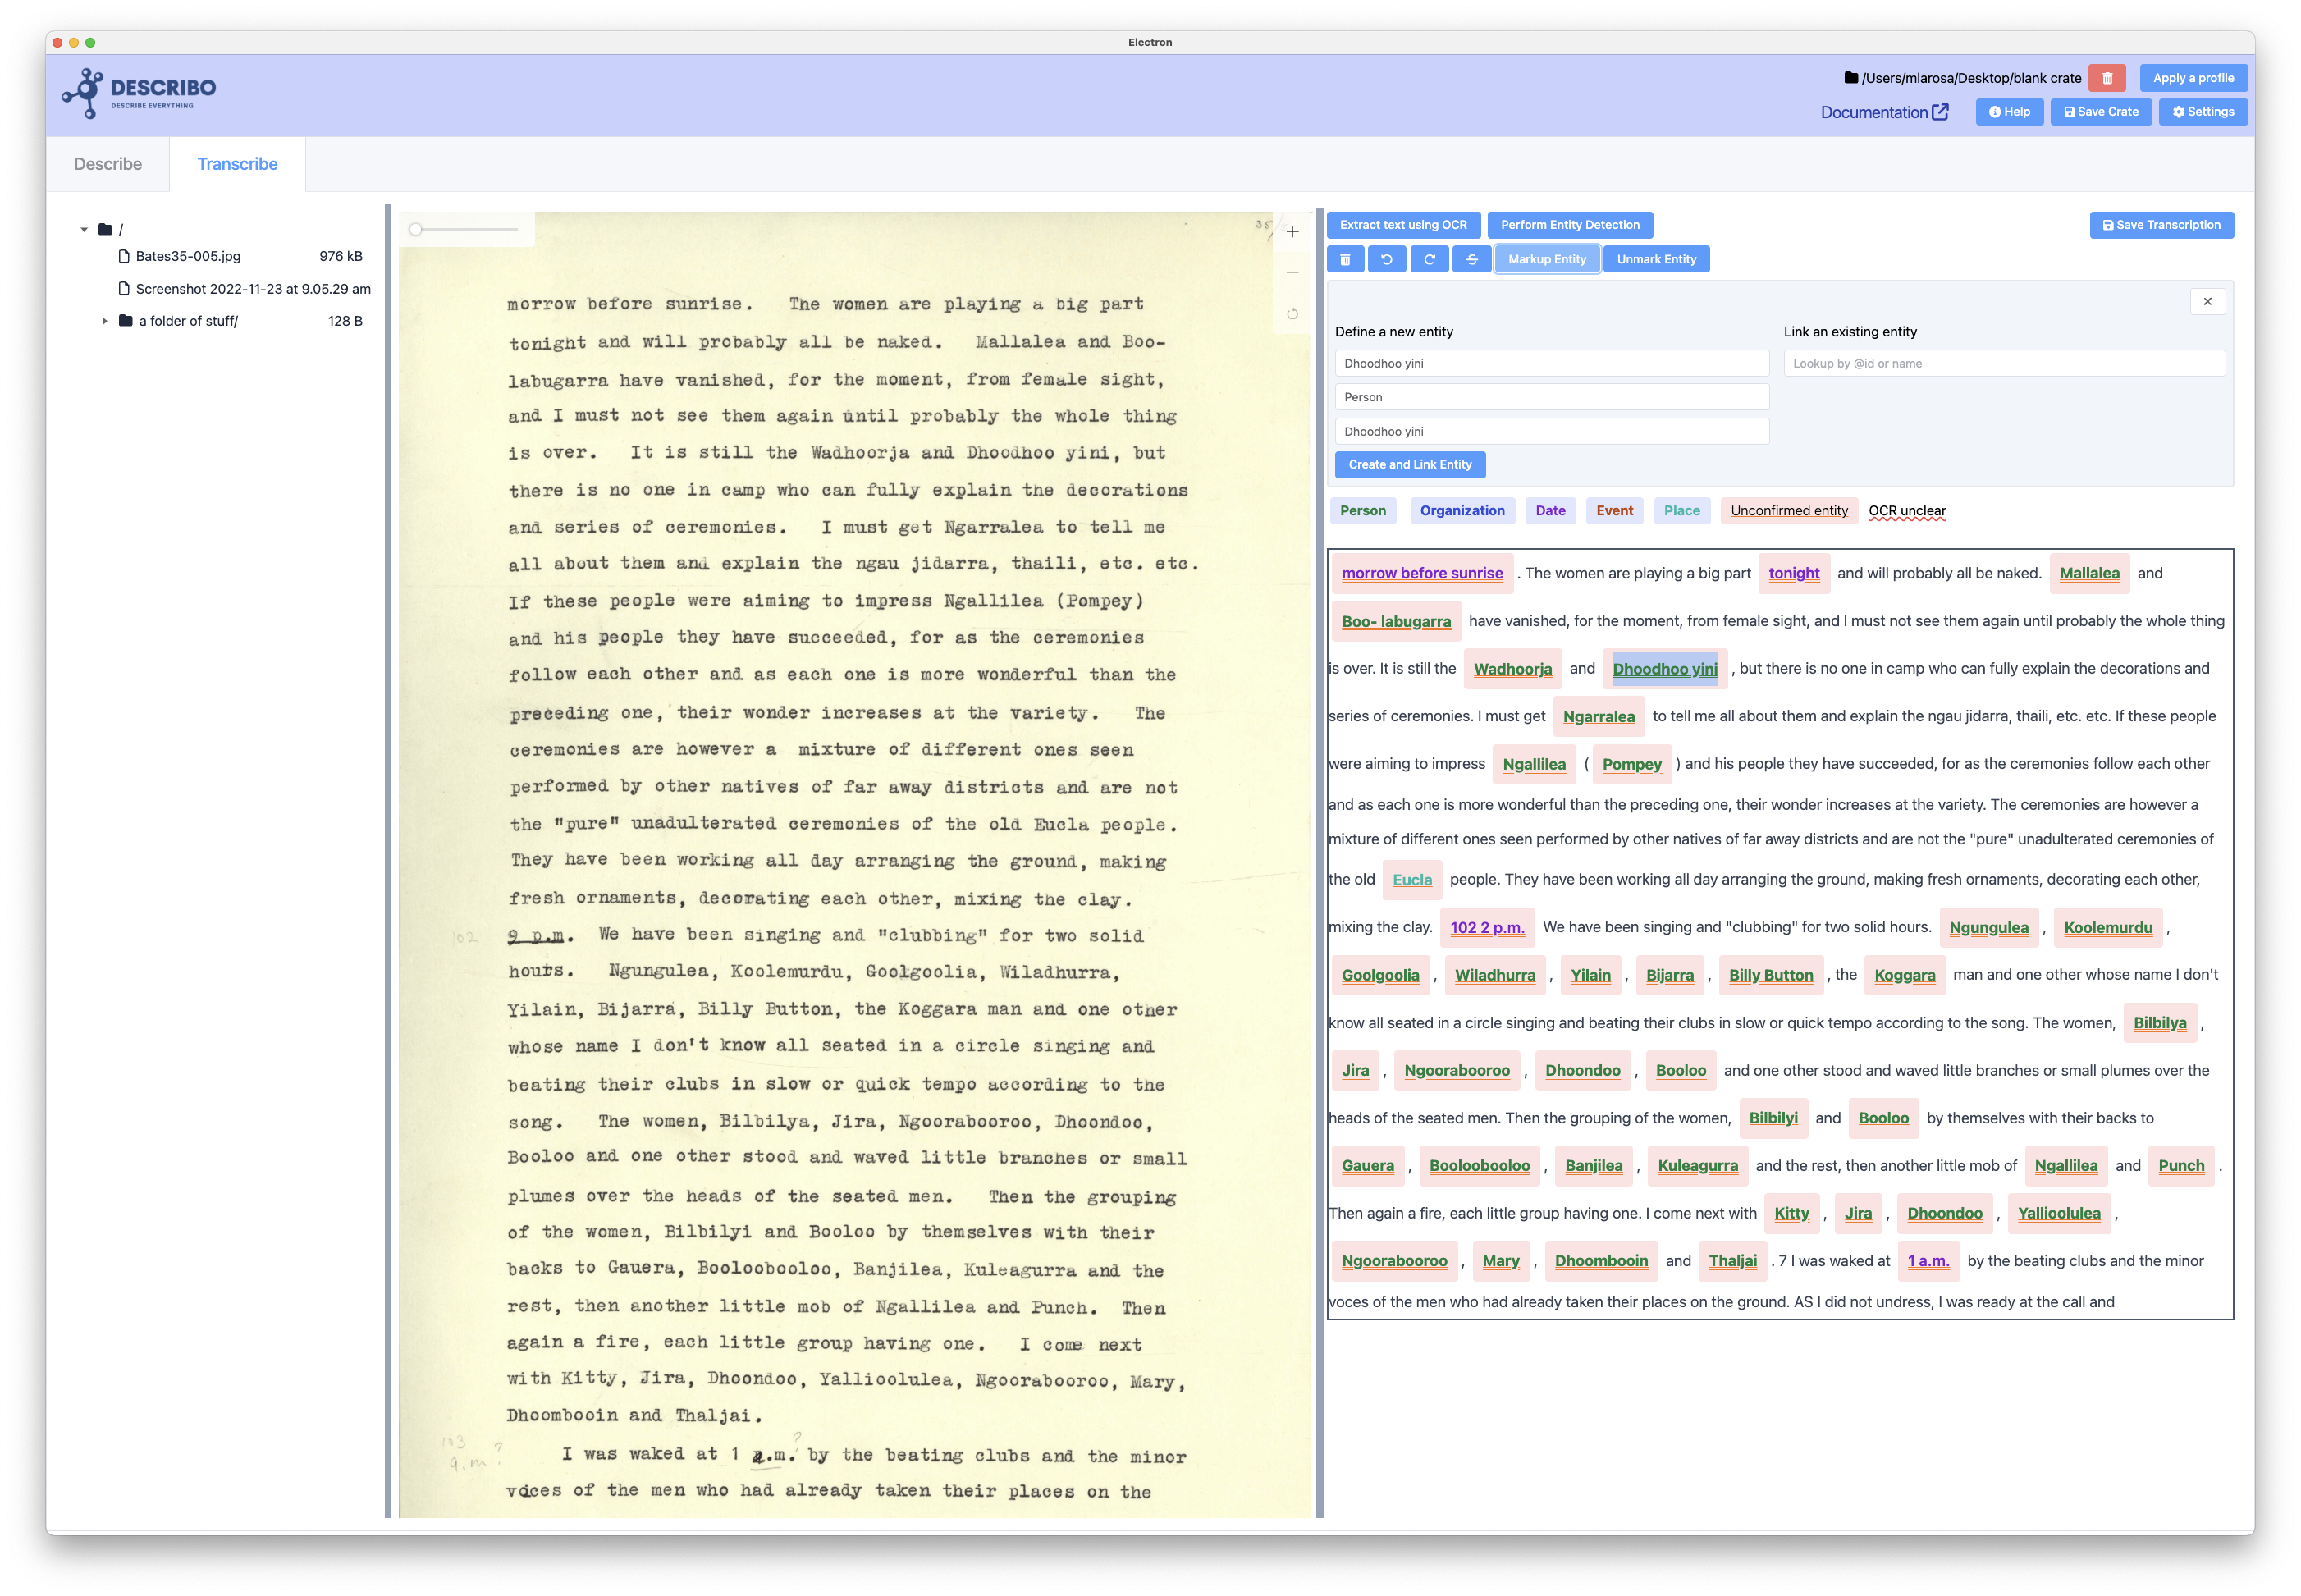 Electron
DESCRIBO
DESCRIBE EVERYTHING
/Users/mlarosa/Desktop/blank crate
Apply a profile
Documentation
Help
Save Crate
Settings
Describe
Transcribe
/
Bates35-005.jpg 976 kB
Screenshot 2022-11-23 at 9.05.29 am
a folder of stuff/ 128 B
35/
morrow before sunrise. The women are playing a big part
tonight and will probably all be naked. Mallalea and Boo-
labugarra have vanished, for the moment, from female sight,
and I must not see them again until probably the whole thing
is over. It is still the Wadhoorja and Dhoodhoo yini, but
there is no one in camp who can fully explain the decorations
and series of ceremonies. I must get Ngarralea to tell me
all about them and explain the ngau jidarra, thaili, etc. etc.
If these people were aiming to impress Ngallilea (Pompey)
and his people they have succeeded, for as the ceremonies
follow each other and as each one is more wonderful than the
preceding one, their wonder increases at the variety. The
ceremonies are however a mixture of different ones seen
performed by other natives of far away districts and are not
the "pure" unadulterated ceremonies of the old Eucla people.
They have been working all day arranging the ground, making
fresh ornaments, decorating each other, mixing the clay.
102 9 p.m. We have been singing and "clubbing" for two solid
hours. Ngungulea, Koolemurdu, Goolgoolia, Wiladhurra,
Yilain, Bijarra, Billy Button, the Koggara man and one other
whose name I don't know all seated in a circle singing and
beating their clubs in slow or quick tempo according to the
song. The women, Bilbilya, Jira, Ngoorabooroo, Dhoondoo,
Booloo and one other stood and waved little branches or small
plumes over the heads of the seated men. Then the grouping
of the women, Bilbilyi and Booloo by themselves with their
backs to Gauera, Booloobooloo, Banjilea, Kuleagurra and the
rest, then another little mob of Ngallilea and Punch. Then
again a fire, each little group having one. I come next
with Kitty, Jira, Dhoondoo, Yallioolulea, Ngoorabooroo, Mary,
Dhoombooin and Thaljai.
103 ? ?
a.m I was waked at 1 a.m. by the beating clubs and the minor
voces of the men who had already taken their places on the
Extract text using OCR
Perform Entity Detection
Save Transcription
Markup Entity
Unmark Entity
Define a new entity
Dhoodhoo yini
Person
Dhoodhoo yini
Create and Link Entity
Link an existing entity
Lookup by @id or name
Person Organization Date Event Place Unconfirmed entity OCR unclear
morrow before sunrise . The women are playing a big part tonight and will probably all be naked. Mallalea and
Boo- labugarra have vanished, for the moment, from female sight, and I must not see them again until probably the whole thing
is over. It is still the Wadhoorja and Dhoodhoo yini , but there is no one in camp who can fully explain the decorations and
series of ceremonies. I must get Ngarralea to tell me all about them and explain the ngau jidarra, thaili, etc. etc. If these people
were aiming to impress Ngallilea ( Pompey ) and his people they have succeeded, for as the ceremonies follow each other
and as each one is more wonderful than the preceding one, their wonder increases at the variety. The ceremonies are however a
mixture of different ones seen performed by other natives of far away districts and are not the "pure" unadulterated ceremonies of
the old Eucla people. They have been working all day arranging the ground, making fresh ornaments, decorating each other,
mixing the clay. 102 2 p.m. We have been singing and "clubbing" for two solid hours. Ngungulea , Koolemurdu ,
Goolgoolia , Wiladhurra , Yilain , Bijarra , Billy Button , the Koggara man and one other whose name I don't
know all seated in a circle singing and beating their clubs in slow or quick tempo according to the song. The women, Bilbilya ,
Jira , Ngoorabooroo , Dhoondoo , Booloo and one other stood and waved little branches or small plumes over the
heads of the seated men. Then the grouping of the women, Bilbilyi and Booloo by themselves with their backs to
Gauera , Booloobooloo , Banjilea , Kuleagurra and the rest, then another little mob of Ngallilea and Punch .
Then again a fire, each little group having one. I come next with Kitty , Jira , Dhoondoo , Yallioolulea ,
Ngoorabooroo , Mary , Dhoombooin and Thaljai . 7 I was waked at 1 a.m. by the beating clubs and the minor
voces of the men who had already taken their places on the ground. AS I did not undress, I was ready at the call and